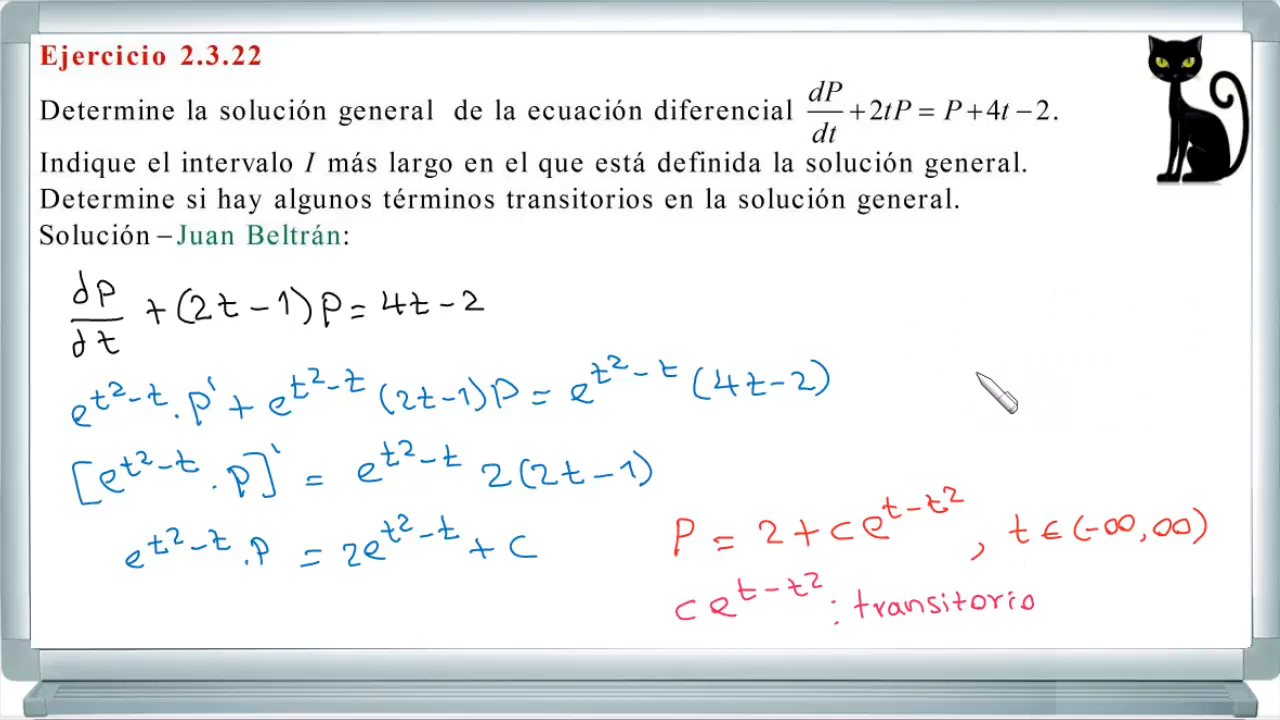 Ejercicio 2.3.22
Determine la solución general de la ecuación diferencial dP/dt + 2tP = P + 4t − 2.
Indique el intervalo I más largo en el que está definida la solución general.
Determine si hay algunos términos transitorios en la solución general.
Solución − Juan Beltrán:
dp/dt + (2t − 1)p = 4t − 2
e^(t²−t) . p' + e^(t²−t) (2t−1)p = e^(t²−t) (4t−2)
[e^(t²−t) . p]' = e^(t²−t) 2(2t−1)
e^(t²−t) . p = 2e^(t²−t) + c
P = 2 + ce^(t−t²), t ∈ (−∞, ∞)
ce^(t−t²) : transitorio